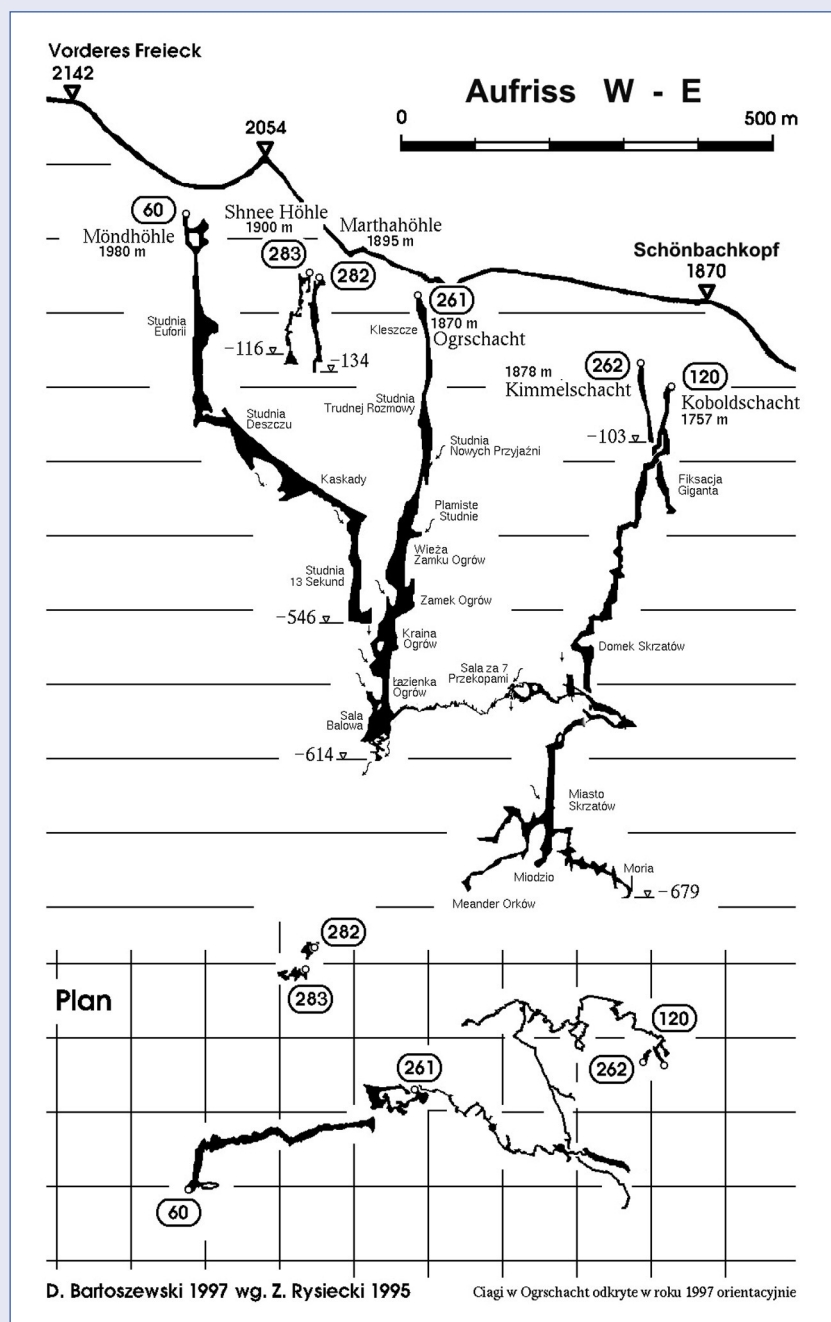 Vorderes Freieck
2142
Aufriss W - E
0
500 m
2054
60
Shnee Höhle
1900 m
Möndhöhle
1980 m
Marthahöhle
1895 m
283
282
Schönbachkopf
1870
261
1870 m
Ogrschacht
Kleszcze
Studnia
Euforii
-116
-134
1878 m
Kimmelschacht
262
120
Koboldschacht
1757 m
Studnia
Trudnej Rozmowy
Studnia
Deszczu
-103
Studnia
Nowych Przyjaźni
Kaskady
Fiksacja
Giganta
Plamiste
Studnie
Wieża
Zamku Ogrów
Studnia
13 Sekund
Zamek Ogrów
-546
Kraina
Ogrów
Domek Skrzatów
Sala za 7
Przekopami
Łazienka
Ogrów
Sala
Balowa
-614
Miasto
Skrzatów
Miodzio
Moria
-679
Meander Orków
Plan
282
283
120
262
261
60
D. Bartoszewski 1997 wg. Z. Rysiecki 1995
Ciagi w Ogrschacht odkryte w roku 1997 orientacyjnie